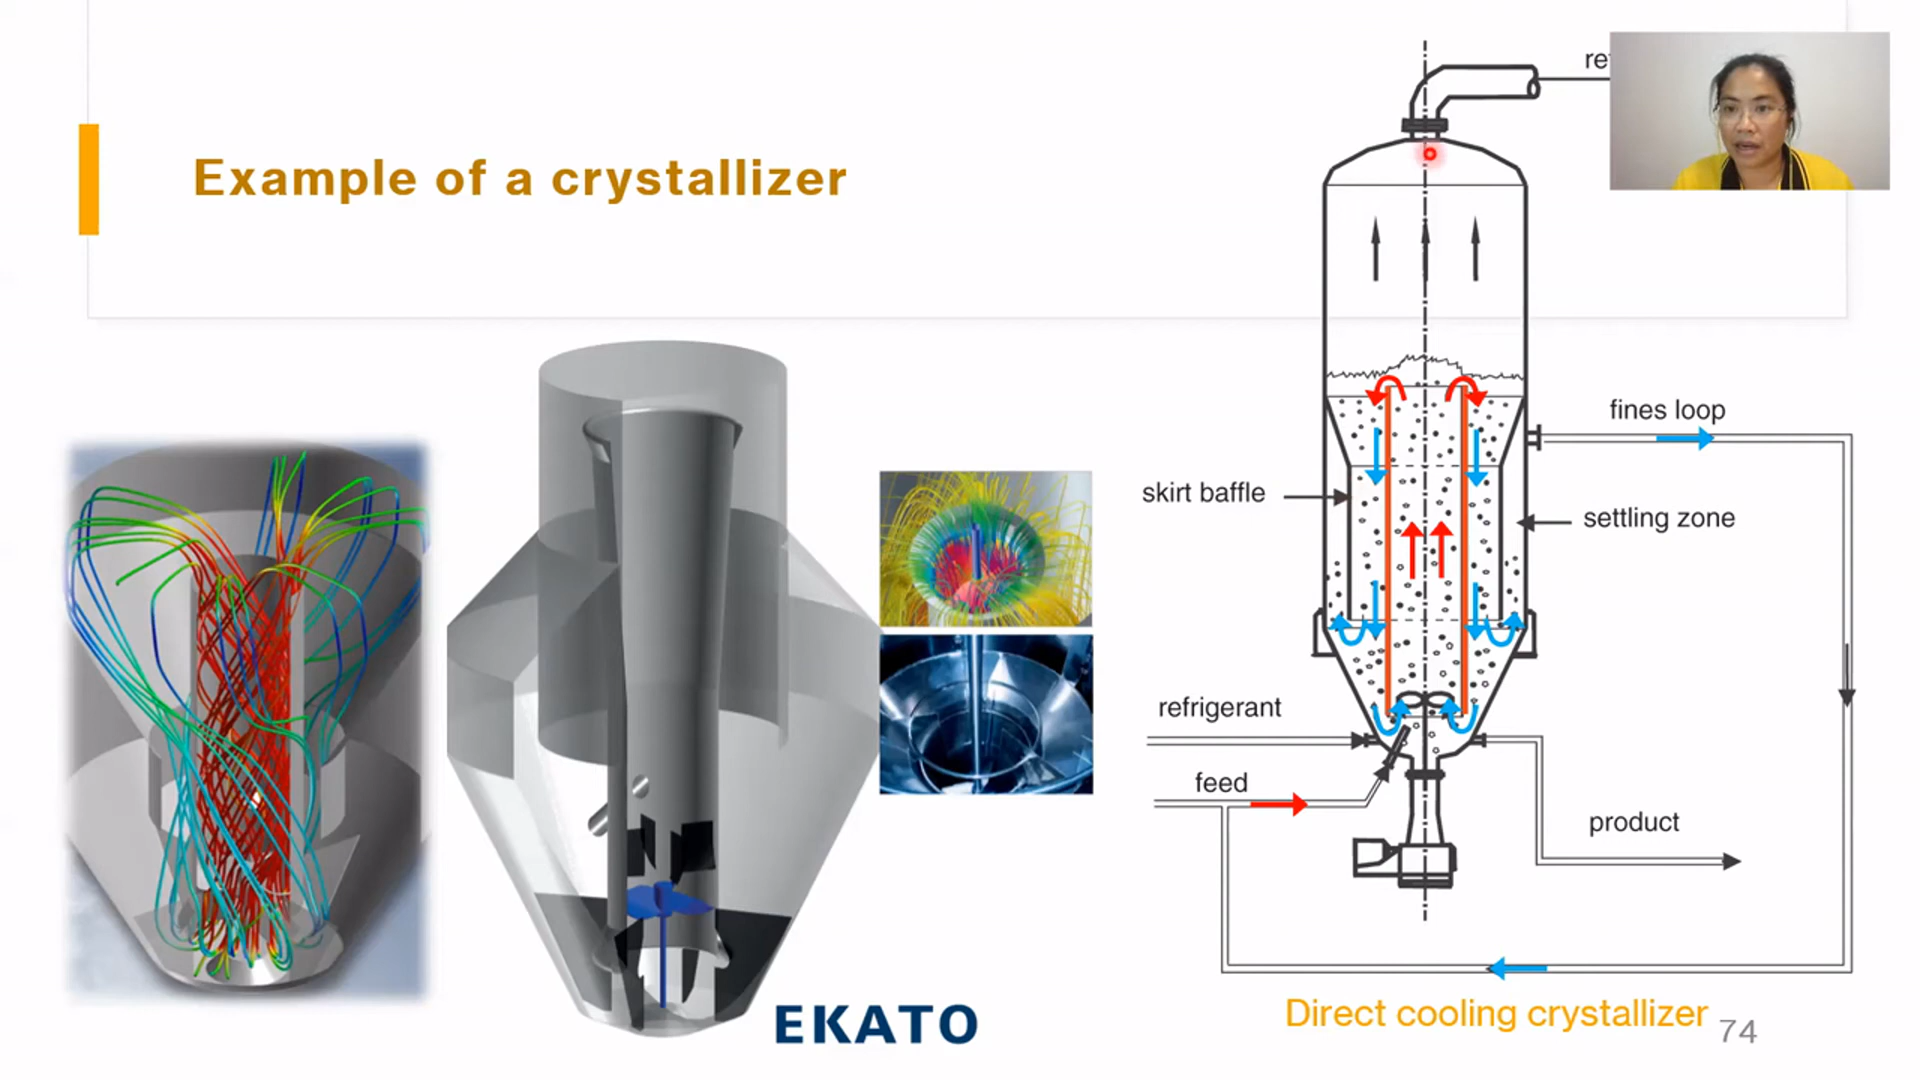 Example of a crystallizer
fines loop
skirt baffle
settling zone
refrigerant
feed
product
EKATO
Direct cooling crystallizer
74